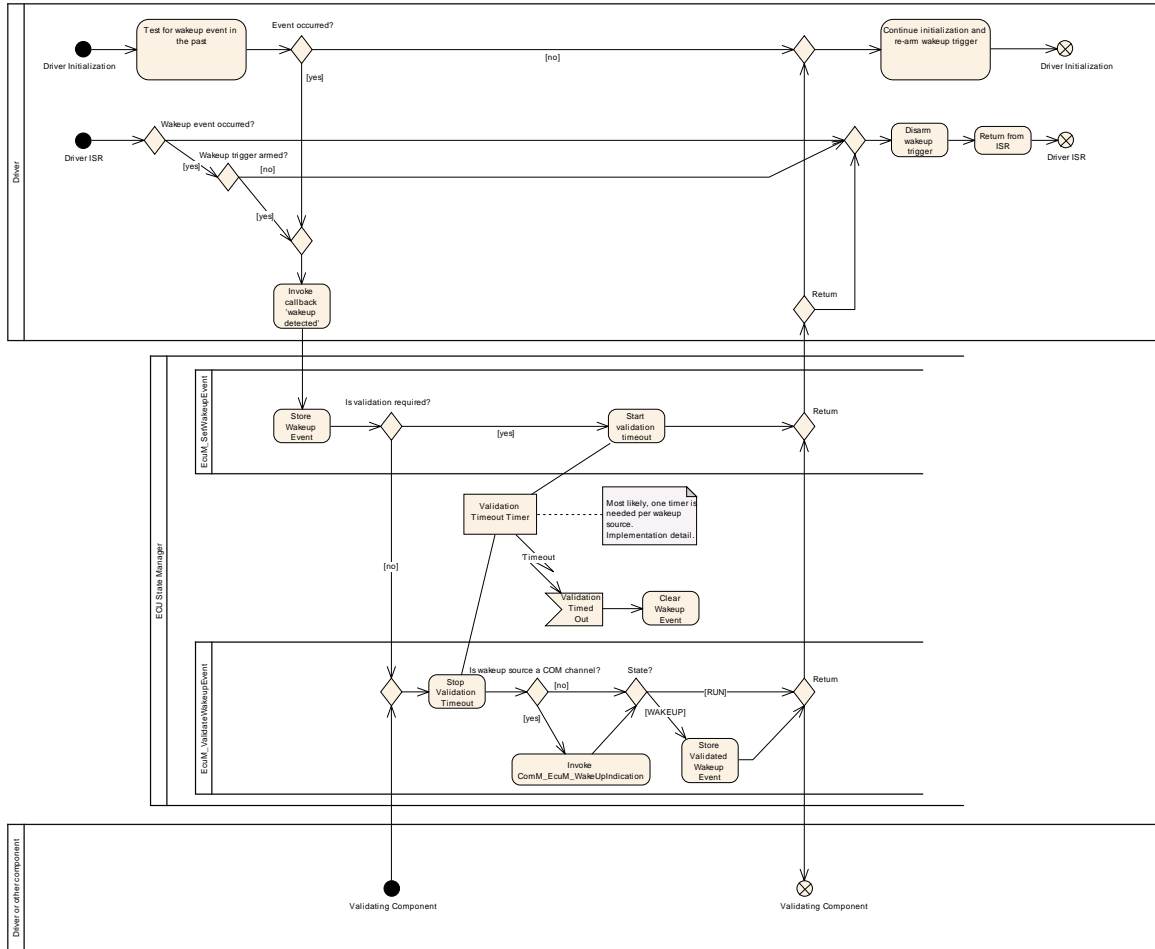 Event occurred?
Test for wakeup event in
the past
Continue initialization and
re-arm wakeup trigger
Driver Initialization
[no]
Driver Initialization
[yes]
Wakeup event occurred?
Disarm
wakeup
trigger
Return from
ISR
Driver ISR
Wakeup trigger armed?
[yes]
[no]
Driver ISR
Driver
[yes]
Invoke
callback
'wakeup
detected'
Return
Is validation required?
Store
Wakeup
Event
[yes]
Start
validation
timeout
Return
EcuM_SetWakeupEvent
Validation
Timeout Timer
Most likely, one timer is
needed per wakeup
source.
Implementation detail.
Timeout
[no]
Validation
Timed
Out
Clear
Wakeup
Event
ECU State Manager
Is wakeup source a COM channel?
State?
Stop
Validation
Timeout
[no]
[RUN]
Return
[yes]
[WAKEUP]
Invoke
ComM_EcuM_WakeUpIndication
Store
Validated
Wakeup
Event
EcuM_ValidateWakeupEvent
Driver or other component
Validating Component
Validating Component